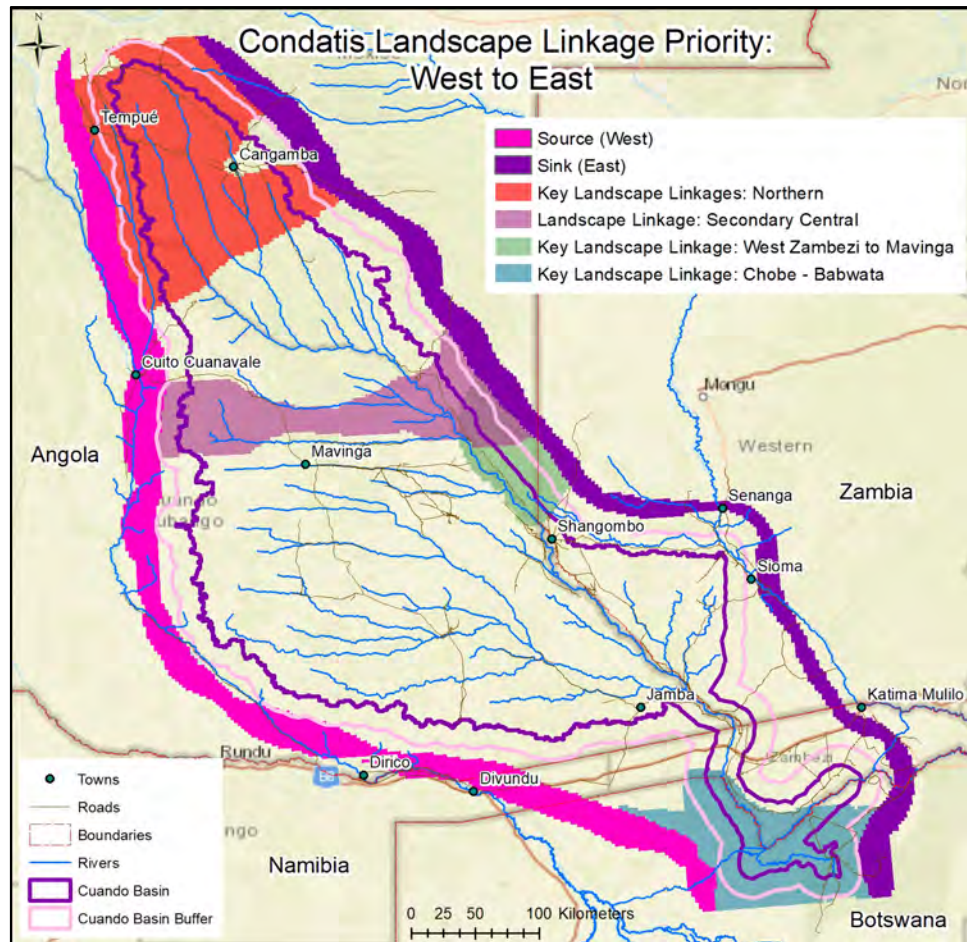 Condatis Landscape Linkage Priority:
West to East
Source (West)
Sink (East)
Key Landscape Linkages: Northern
Landscape Linkage: Secondary Central
Key Landscape Linkage: West Zambezi to Mavinga
Key Landscape Linkage: Chobe - Babwata
Tempué
Cangamba
Cuito Cuanavale
Mongu
Angola
Mavinga
Western
Zambia
Senanga
Shangombo
Sioma
Jamba
Katima Mulilo
Rundu
Zambezi
Dirico
Divundu
Towns
Roads
Boundaries
Rivers
Cuando Basin
Cuando Basin Buffer
Namibia
Botswana
0 25 50 100 Kilometers